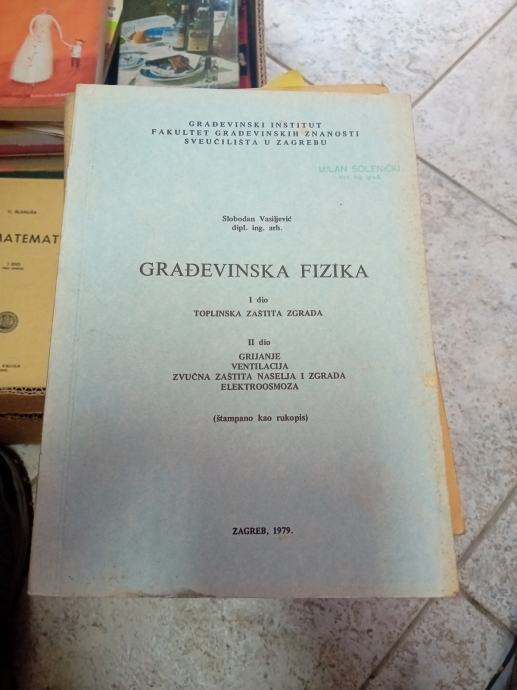 GRAĐEVINSKI INSTITUT
FAKULTET GRAĐEVINSKIH ZNANOSTI
SVEUČILIŠTA U ZAGREBU
MILAN SOLENIČKI
Slobodan Vasiljević
dipl. ing. arh.
GRAĐEVINSKA FIZIKA
I dio
TOPLINSKA ZAŠTITA ZGRADA
II dio
GRIJANJE
VENTILACIJA
ZVUČNA ZAŠTITA NASELJA I ZGRADA
ELEKTROOSMOZA
(štampano kao rukopis)
ZAGREB, 1979.
MATEMAT
I DIO